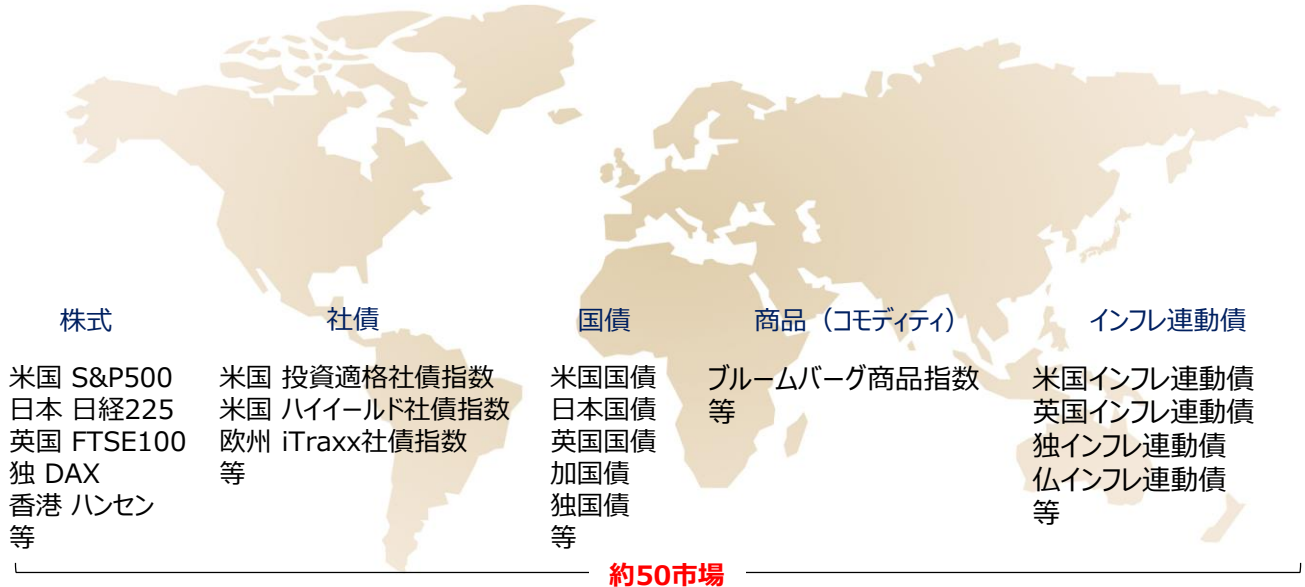 株式
米国 S&P500
日本 日経225
英国 FTSE100
独 DAX
香港 ハンセン
等
社債
米国 投資適格社債指数
米国 ハイイールド社債指数
欧州 iTraxx社債指数
等
国債
米国国債
日本国債
英国国債
加国債
独国債
等
商品（コモディティ）
ブルームバーグ商品指数
等
インフレ連動債
米国インフレ連動債
英国インフレ連動債
独インフレ連動債
仏インフレ連動債
等
約50市場